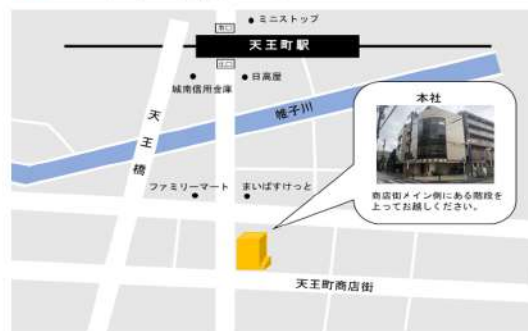 ミニストップ
天王町駅
日高屋
城南信用金庫
帷子川
天王橋
本社
ファミリーマート
まいばすけっと
商店街メイン側にある階段を
上ってお越しください。
天王町商店街